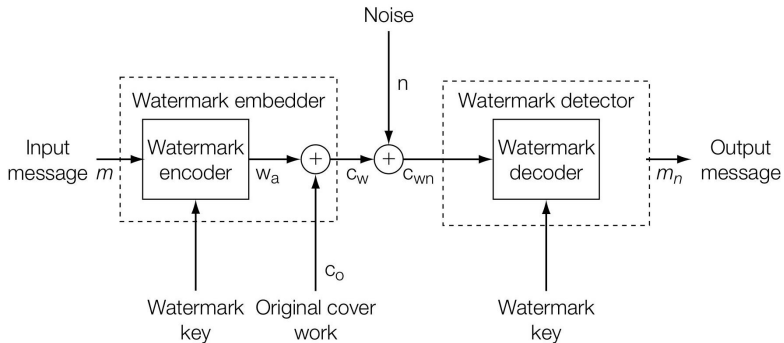 Noise
n
Watermark embedder
Watermark detector
Input
message
m
Watermark
encoder
wa
+
cw
+
cwn
Watermark
decoder
mn
Output
message
co
Watermark
key
Original cover
work
Watermark
key